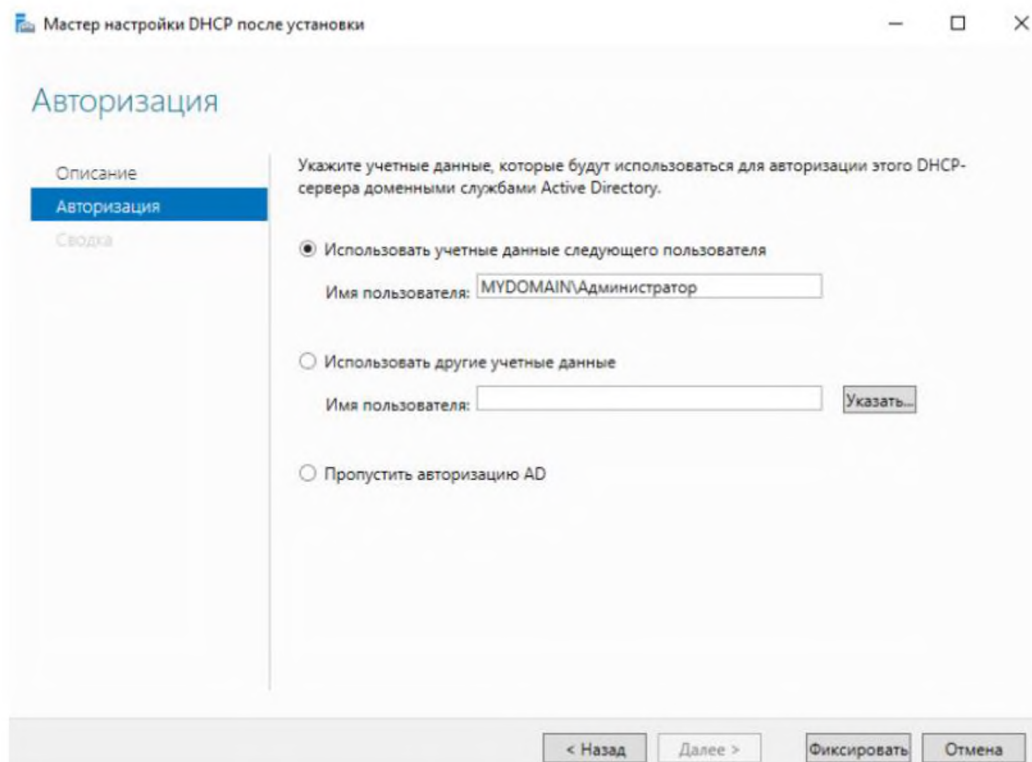 Мастер настройки DHCP после установки
Авторизация
Описание
Авторизация
Сводка
Укажите учетные данные, которые будут использоваться для авторизации этого DHCP-
сервера доменными службами Active Directory.
Использовать учетные данные следующего пользователя
Имя пользователя: MYDOMAIN\Администратор
Использовать другие учетные данные
Имя пользователя:
Указать...
Пропустить авторизацию AD
< Назад
Далее >
Фиксировать
Отмена